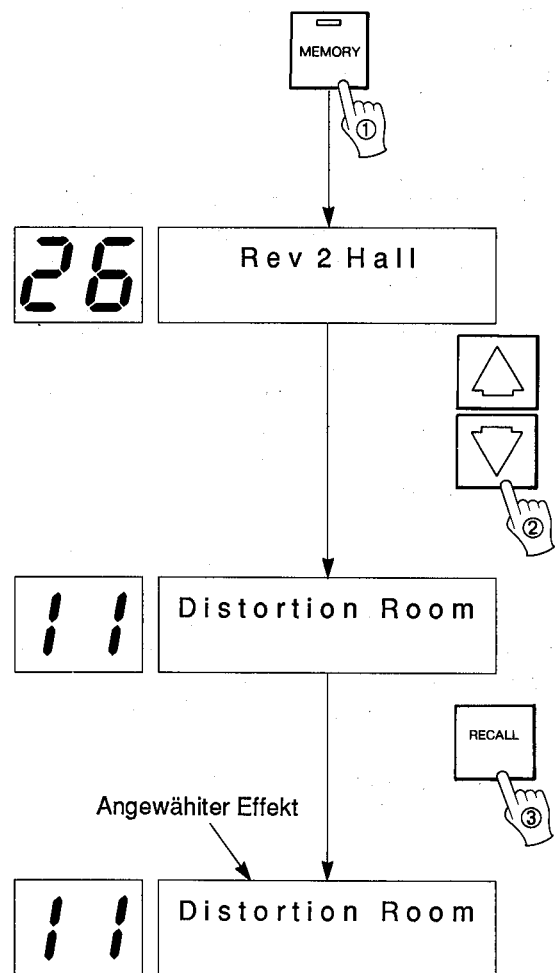 MEMORY
①
26 Rev 2 Hall
②
11 Distortion Room
RECALL
③
Angewähiter Effekt
11 Distortion Room